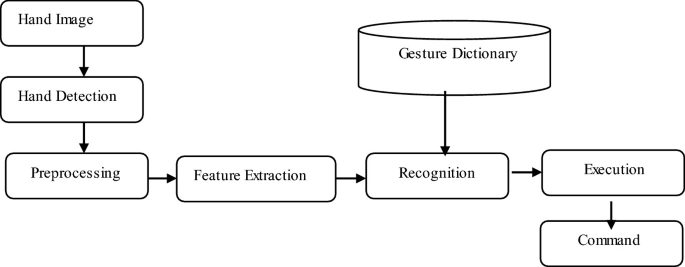 Hand Image
Gesture Dictionary
Hand Detection
Preprocessing
Feature Extraction
Recognition
Execution
Command